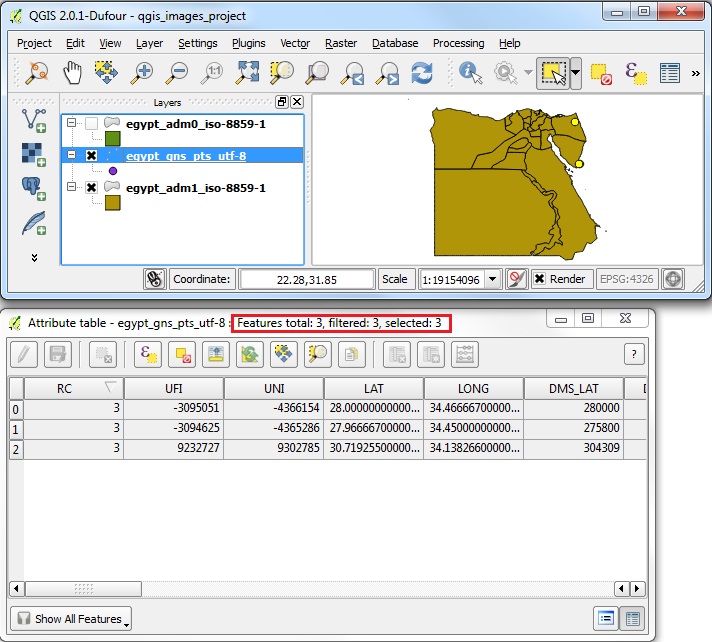 QGIS 2.0.1-Dufour - qgis_images_project
Project Edit View Layer Settings Plugins Vector Raster Database Processing Help
1:1
»
Layers
egypt_adm0_iso-8859-1
egypt_gns_pts_utf-8
egypt_adm1_iso-8859-1
Coordinate: 22.28,31.85 Scale 1:19154096 Render EPSG:4326
Attribute table - egypt_gns_pts_utf-8 : Features total: 3, filtered: 3, selected: 3
?
RC UFI UNI LAT LONG DMS_LAT
0 3 -3095051 -4366154 28.00000000000... 34.46666700000... 280000
1 3 -3094625 -4365286 27.96666700000... 34.45000000000... 275800
2 3 9232727 9302785 30.71925500000... 34.13826600000... 304309
Show All Features